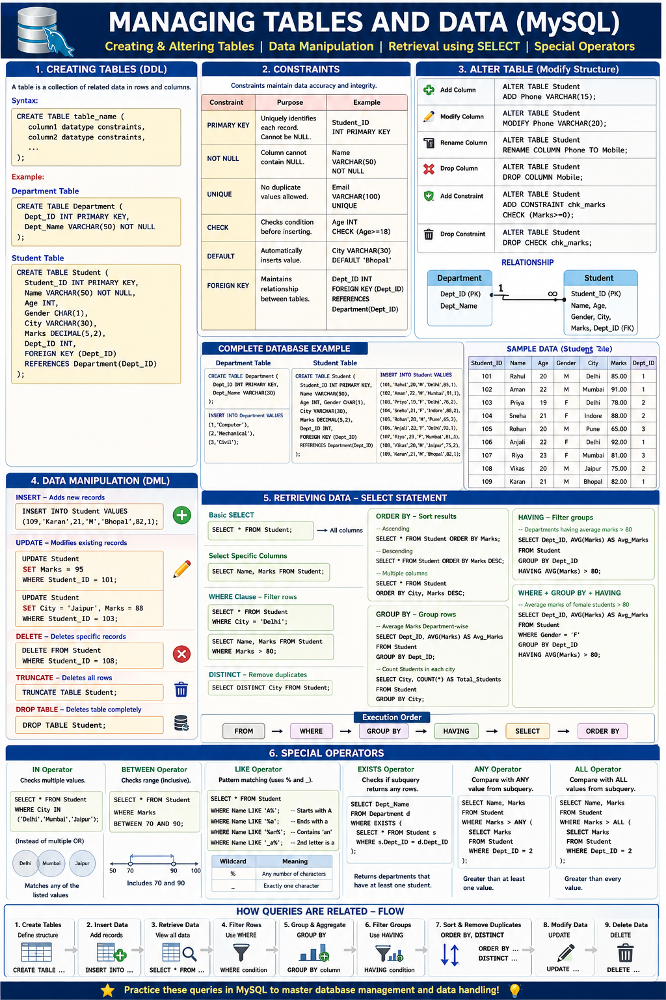 MANAGING TABLES AND DATA (MySQL)
Creating & Altering Tables | Data Manipulation | Retrieval using SELECT | Special Operators
1. CREATING TABLES (DDL)
A table is a collection of related data in rows and columns.
Syntax:
CREATE TABLE table_name (
column1 datatype constraints,
column2 datatype constraints,
...
);
Example:
Department Table
CREATE TABLE Department (
Dept_ID INT PRIMARY KEY,
Dept_Name VARCHAR(50) NOT NULL
);
Student Table
CREATE TABLE Student (
Student_ID INT PRIMARY KEY,
Name VARCHAR(50) NOT NULL,
Age INT,
Gender CHAR(1),
City VARCHAR(30),
Marks DECIMAL(5,2),
Dept_ID INT,
FOREIGN KEY (Dept_ID)
REFERENCES Department(Dept_ID)
);
2. CONSTRAINTS
Constraints maintain data accuracy and integrity.
Constraint Purpose Example
PRIMARY KEY
Uniquely identifies
each record.
Cannot be NULL.
Student_ID
INT PRIMARY KEY
NOT NULL
Column cannot
contain NULL.
Name
VARCHAR(50)
NOT NULL
UNIQUE
No duplicate
values allowed.
Email
VARCHAR(100)
UNIQUE
CHECK
Checks condition
before inserting.
Age INT
CHECK (Age>=18)
DEFAULT
Automatically
inserts value.
City VARCHAR(30)
DEFAULT 'Bhopal'
FOREIGN KEY
Maintains
relationship
between tables.
Dept_ID INT
FOREIGN KEY (Dept_ID)
REFERENCES
Department(Dept_ID)
3. ALTER TABLE (Modify Structure)
Add Column
ALTER TABLE Student
ADD Phone VARCHAR(15);
Modify Column
ALTER TABLE Student
MODIFY Phone VARCHAR(20);
Rename Column
ALTER TABLE Student
RENAME COLUMN Phone TO Mobile;
Drop Column
ALTER TABLE Student
DROP COLUMN Mobile;
Add Constraint
ALTER TABLE Student
ADD CONSTRAINT chk_marks
CHECK (Marks>=0);
Drop Constraint
ALTER TABLE Student
DROP CHECK chk_marks;
RELATIONSHIP
Department
Dept_ID (PK)
Dept_Name
1 ∞
Student
Student_ID (PK)
Name, Age,
Gender, City,
Marks, Dept_ID (FK)
COMPLETE DATABASE EXAMPLE
Department Table
CREATE TABLE Department (
Dept_ID INT PRIMARY KEY,
Dept_Name VARCHAR(30)
);
INSERT INTO Department VALUES
(1,'Computer'),
(2,'Mechanical'),
(3,'Civil');
Student Table
CREATE TABLE Student (
Student_ID INT PRIMARY KEY,
Name VARCHAR(50),
Age INT, Gender CHAR(1),
City VARCHAR(30),
Marks DECIMAL(5,2),
Dept_ID INT,
FOREIGN KEY (Dept_ID)
REFERENCES Department(Dept_ID)
);
INSERT INTO Student VALUES
(101,'Rahul',20,'M','Delhi',85,1),
(102,'Aman',22,'M','Mumbai',91,1),
(103,'Priya',19,'F','Delhi',78,2),
(104,'Sneha',21,'F','Indore',88,2),
(105,'Rohan',20,'M','Pune',65,3),
(106,'Anjali',22,'F','Delhi',
(107,'Riya',23,'F','Mumbai',81,3),
(108,'Vikas',20,'M','Jaipur',75,2),
(109,'Karan',21,'M','Bhopal',82,1);
SAMPLE DATA (Student
Student_ID Name Age Gender City Marks Dept_ID
101 Rahul 20 M Delhi 85.00 1
102 Aman 22 M Mumbai 91.00 1
103 Priya 19 F Delhi 78.00 2
104 Sneha 21 F Indore 88.00 2
105 Rohan 20 M Pune 65.00 3
106 Anjali 22 F Delhi 92.00 1
107 Riya 23 F Mumbai 81.00 3
108 Vikas 20 M Jaipur 75.00 2
109 Karan 21 M Bhopal 82.00 1
4. DATA MANIPULATION (DML)
INSERT – Adds new records
INSERT INTO Student VALUES
(109,'Karan',21,'M','Bhopal',82,1);
UPDATE – Modifies existing records
UPDATE Student
SET Marks = 95
WHERE Student_ID = 101;
UPDATE Student
SET City = 'Jaipur', Marks = 88
WHERE Student_ID = 103;
DELETE – Deletes specific records
DELETE FROM Student
WHERE Student_ID = 108;
TRUNCATE – Deletes all rows
TRUNCATE TABLE Student;
DROP TABLE – Deletes table completely
DROP TABLE Student;
5. RETRIEVING DATA – SELECT STATEMENT
Basic SELECT
SELECT * FROM Student; → All columns
Select Specific Columns
SELECT Name, Marks FROM Student;
WHERE Clause – Filter rows
SELECT * FROM Student
WHERE City = 'Delhi';
SELECT Name, Marks FROM Student
WHERE Marks > 80;
DISTINCT – Remove duplicates
SELECT DISTINCT City FROM Student;
ORDER BY – Sort results
-- Ascending
SELECT * FROM Student ORDER BY Marks;
-- Descending
SELECT * FROM Student ORDER BY Marks DESC;
-- Multiple columns
SELECT * FROM Student
ORDER BY City, Marks DESC;
GROUP BY – Group rows
-- Average Marks Department-wise
SELECT Dept_ID, AVG(Marks) AS Avg_Marks
FROM Student
GROUP BY Dept_ID;
-- Count Students in each city
SELECT City, COUNT(*) AS Total_Students
FROM Student
GROUP BY City;
HAVING – Filter groups
-- Departments having average marks > 80
SELECT Dept_ID, AVG(Marks) AS Avg_Marks
FROM Student
GROUP BY Dept_ID
HAVING AVG(Marks) > 80;
WHERE + GROUP BY + HAVING
-- Average marks of female students > 80
SELECT Dept_ID, AVG(Marks) AS Avg_Marks
FROM Student
WHERE Gender = 'F'
GROUP BY Dept_ID
HAVING AVG(Marks) > 80;
Execution Order
FROM → WHERE → GROUP BY → HAVING → SELECT → ORDER BY
6. SPECIAL OPERATORS
IN Operator
Checks multiple values.
SELECT * FROM Student
WHERE City IN
('Delhi','Mumbai','Jaipur');
(Instead of multiple OR)
Delhi Mumbai Jaipur
Matches any of the
listed values
BETWEEN Operator
Checks range (inclusive).
SELECT * FROM Student
WHERE Marks
BETWEEN 70 AND 90;
50 70 90 100
Includes 70 and 90
LIKE Operator
Pattern matching (uses % and _).
SELECT * FROM Student
WHERE Name LIKE 'A%'; -- Starts with A
WHERE Name LIKE '%a'; -- Ends with a
WHERE Name LIKE '%an%'; -- Contains 'an'
WHERE Name LIKE '_a%'; -- 2nd letter is a
Wildcard Meaning
% Any number of characters
_ Exactly one character
EXISTS Operator
Checks if subquery
returns any rows.
SELECT Dept_Name
FROM Department d
WHERE EXISTS (
SELECT * FROM Student s
WHERE s.Dept_ID = d.Dept_ID
);
Returns departments that
have at least one student.
ANY Operator
Compare with ANY
value from subquery.
SELECT Name, Marks
FROM Student
WHERE Marks > ANY (
SELECT Marks
FROM Student
WHERE Dept_ID = 2
);
Greater than at least
one value.
ALL Operator
Compare with ALL
values from subquery.
SELECT Name, Marks
FROM Student
WHERE Marks > ALL (
SELECT Marks
FROM Student
WHERE Dept_ID = 2
);
Greater than every
value.
HOW QUERIES ARE RELATED – FLOW
1. Create Tables
Define structure
CREATE TABLE ...
2. Insert Data
Add records
INSERT INTO ...
3. Retrieve Data
View all data
SELECT * FROM ...
4. Filter Rows
Use WHERE
WHERE condition
5. Group & Aggregate
GROUP BY
GROUP BY column
6. Filter Groups
Use HAVING
HAVING condition
7. Sort & Remove Duplicates
ORDER BY, DISTINCT
ORDER BY ...
DISTINCT ...
8. Modify Data
UPDATE
UPDATE ...
9. Delete Data
DELETE
DELETE ...
Practice these queries in MySQL to master database management and data handling!